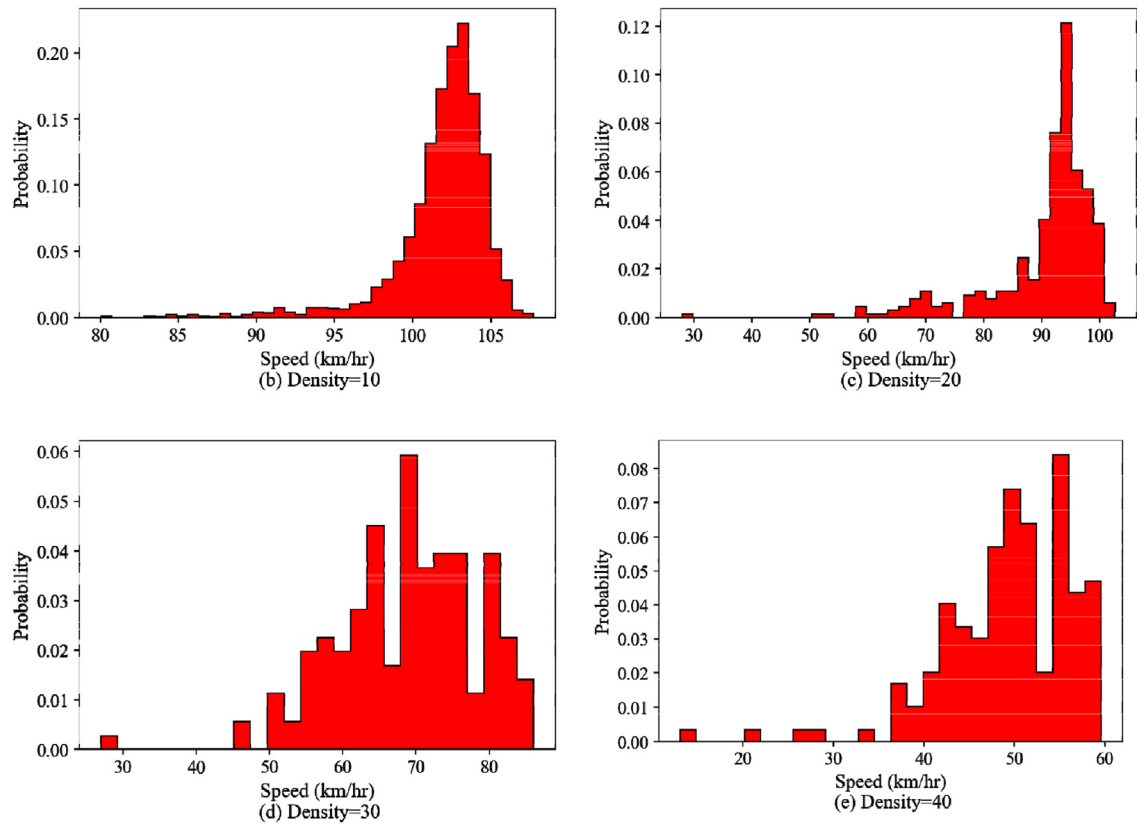 Probability
0.20
0.15
0.10
0.05
0.00
80 85 90 95 100 105
Speed (km/hr)
(b) Density=10
Probability
0.12
0.10
0.08
0.06
0.04
0.02
0.00
30 40 50 60 70 80 90 100
Speed (km/hr)
(c) Density=20
Probability
0.06
0.05
0.04
0.03
0.02
0.01
0.00
30 40 50 60 70 80
Speed (km/hr)
(d) Density=30
Probability
0.08
0.07
0.06
0.05
0.04
0.03
0.02
0.01
0.00
20 30 40 50 60
Speed (km/hr)
(e) Density=40